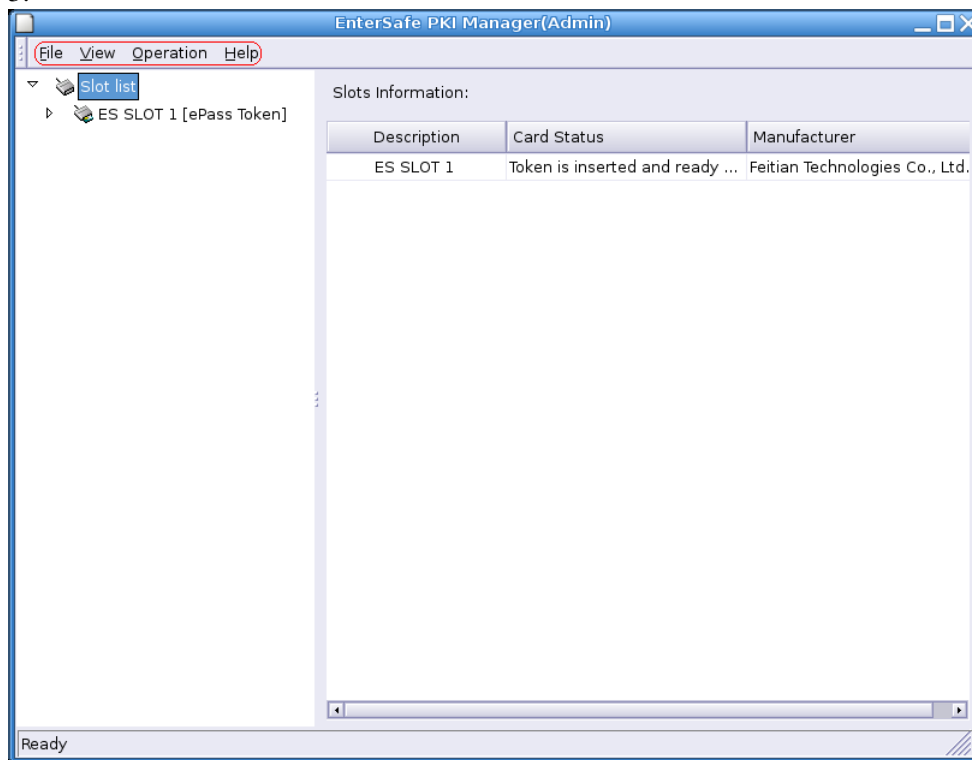 EnterSafe PKI Manager(Admin)
File View Operation Help
Slot list
ES SLOT 1 [ePass Token]
Slots Information:
Description Card Status Manufacturer
ES SLOT 1 Token is inserted and ready ... Feitian Technologies Co., Ltd.
Ready